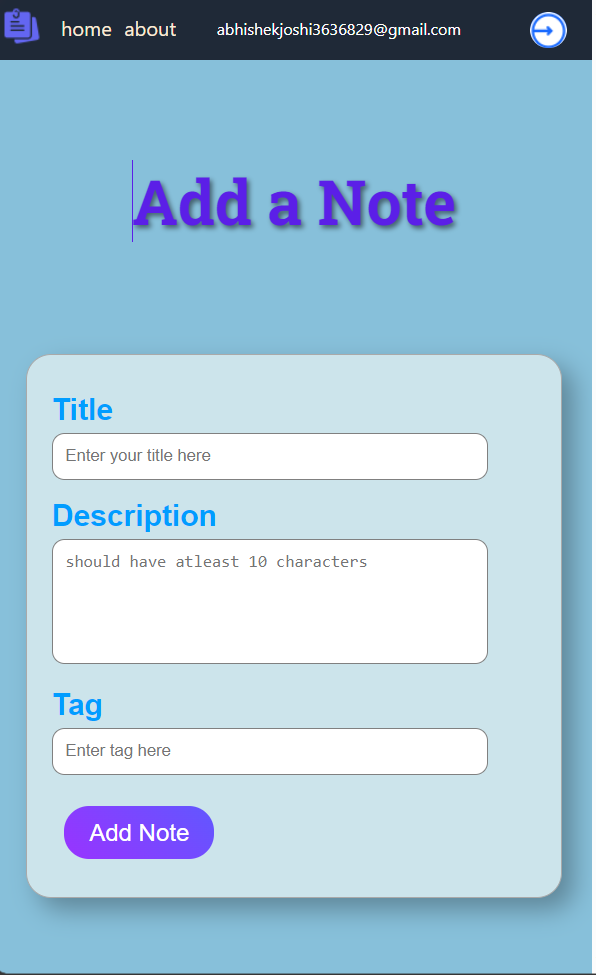 home about abhishekjoshi3636829@gmail.com
Add a Note
Title
Enter your title here
Description
should have atleast 10 characters
Tag
Enter tag here
Add Note